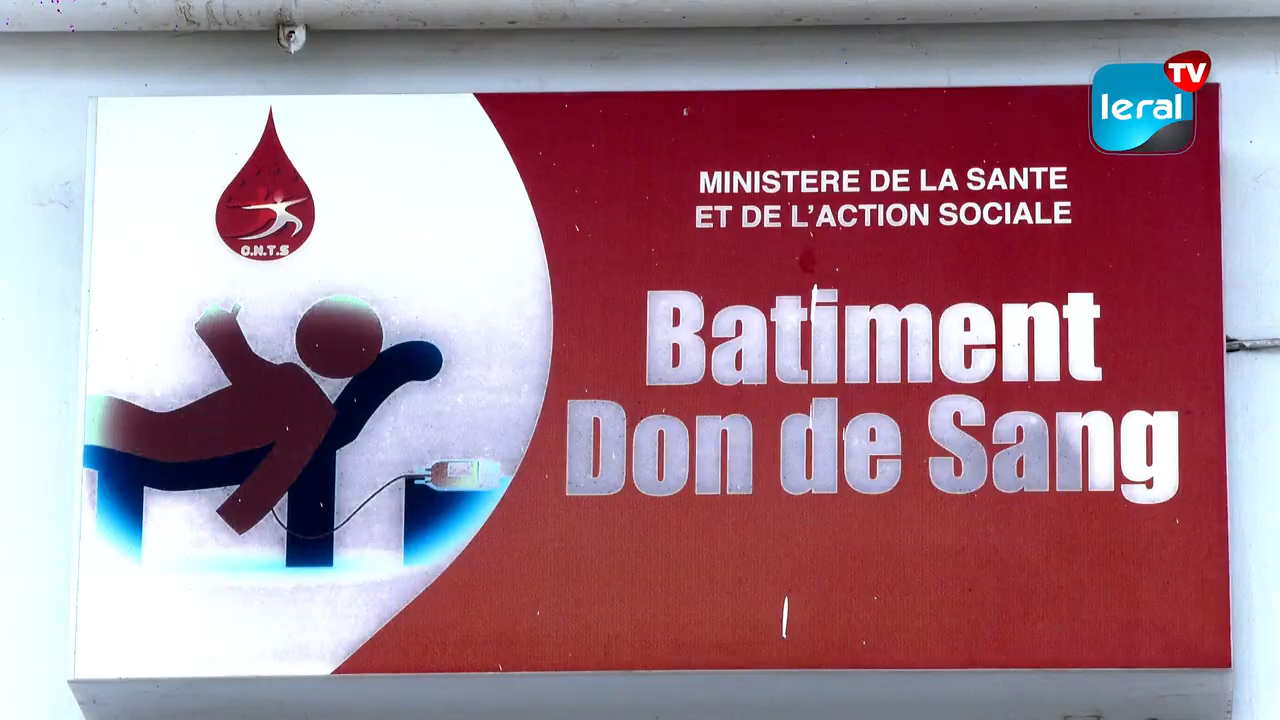 TV
leral
C.N.T.S
MINISTERE DE LA SANTE
ET DE L'ACTION SOCIALE
Batiment
Don de Sang